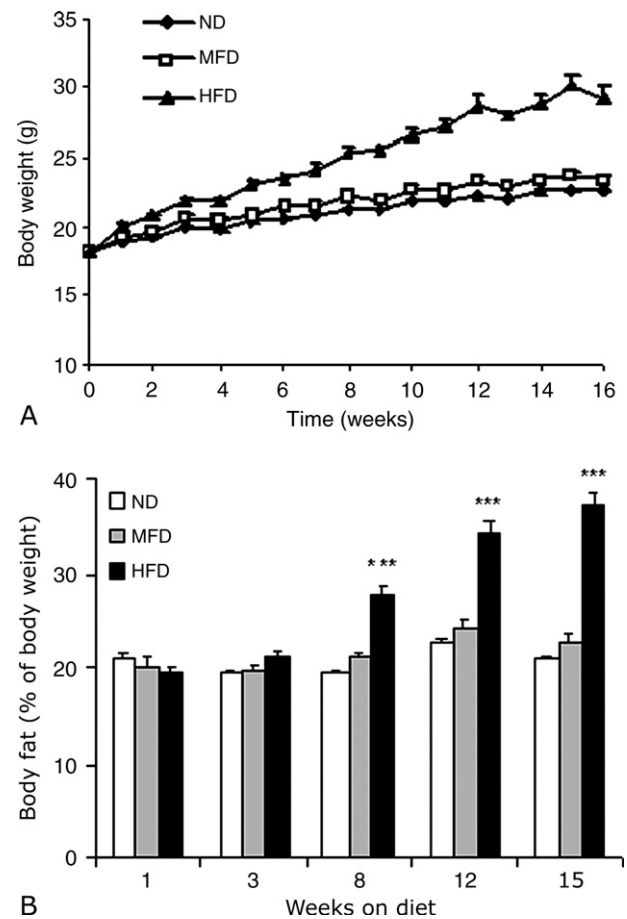 35
30
25
20
15
10
Body weight (g)
ND
MFD
HFD
0 2 4 6 8 10 12 14 16
Time (weeks)
A
40
30
20
10
0
Body fat (% of body weight)
ND
MFD
HFD
***
***
***
1 3 8 12 15
Weeks on diet
B